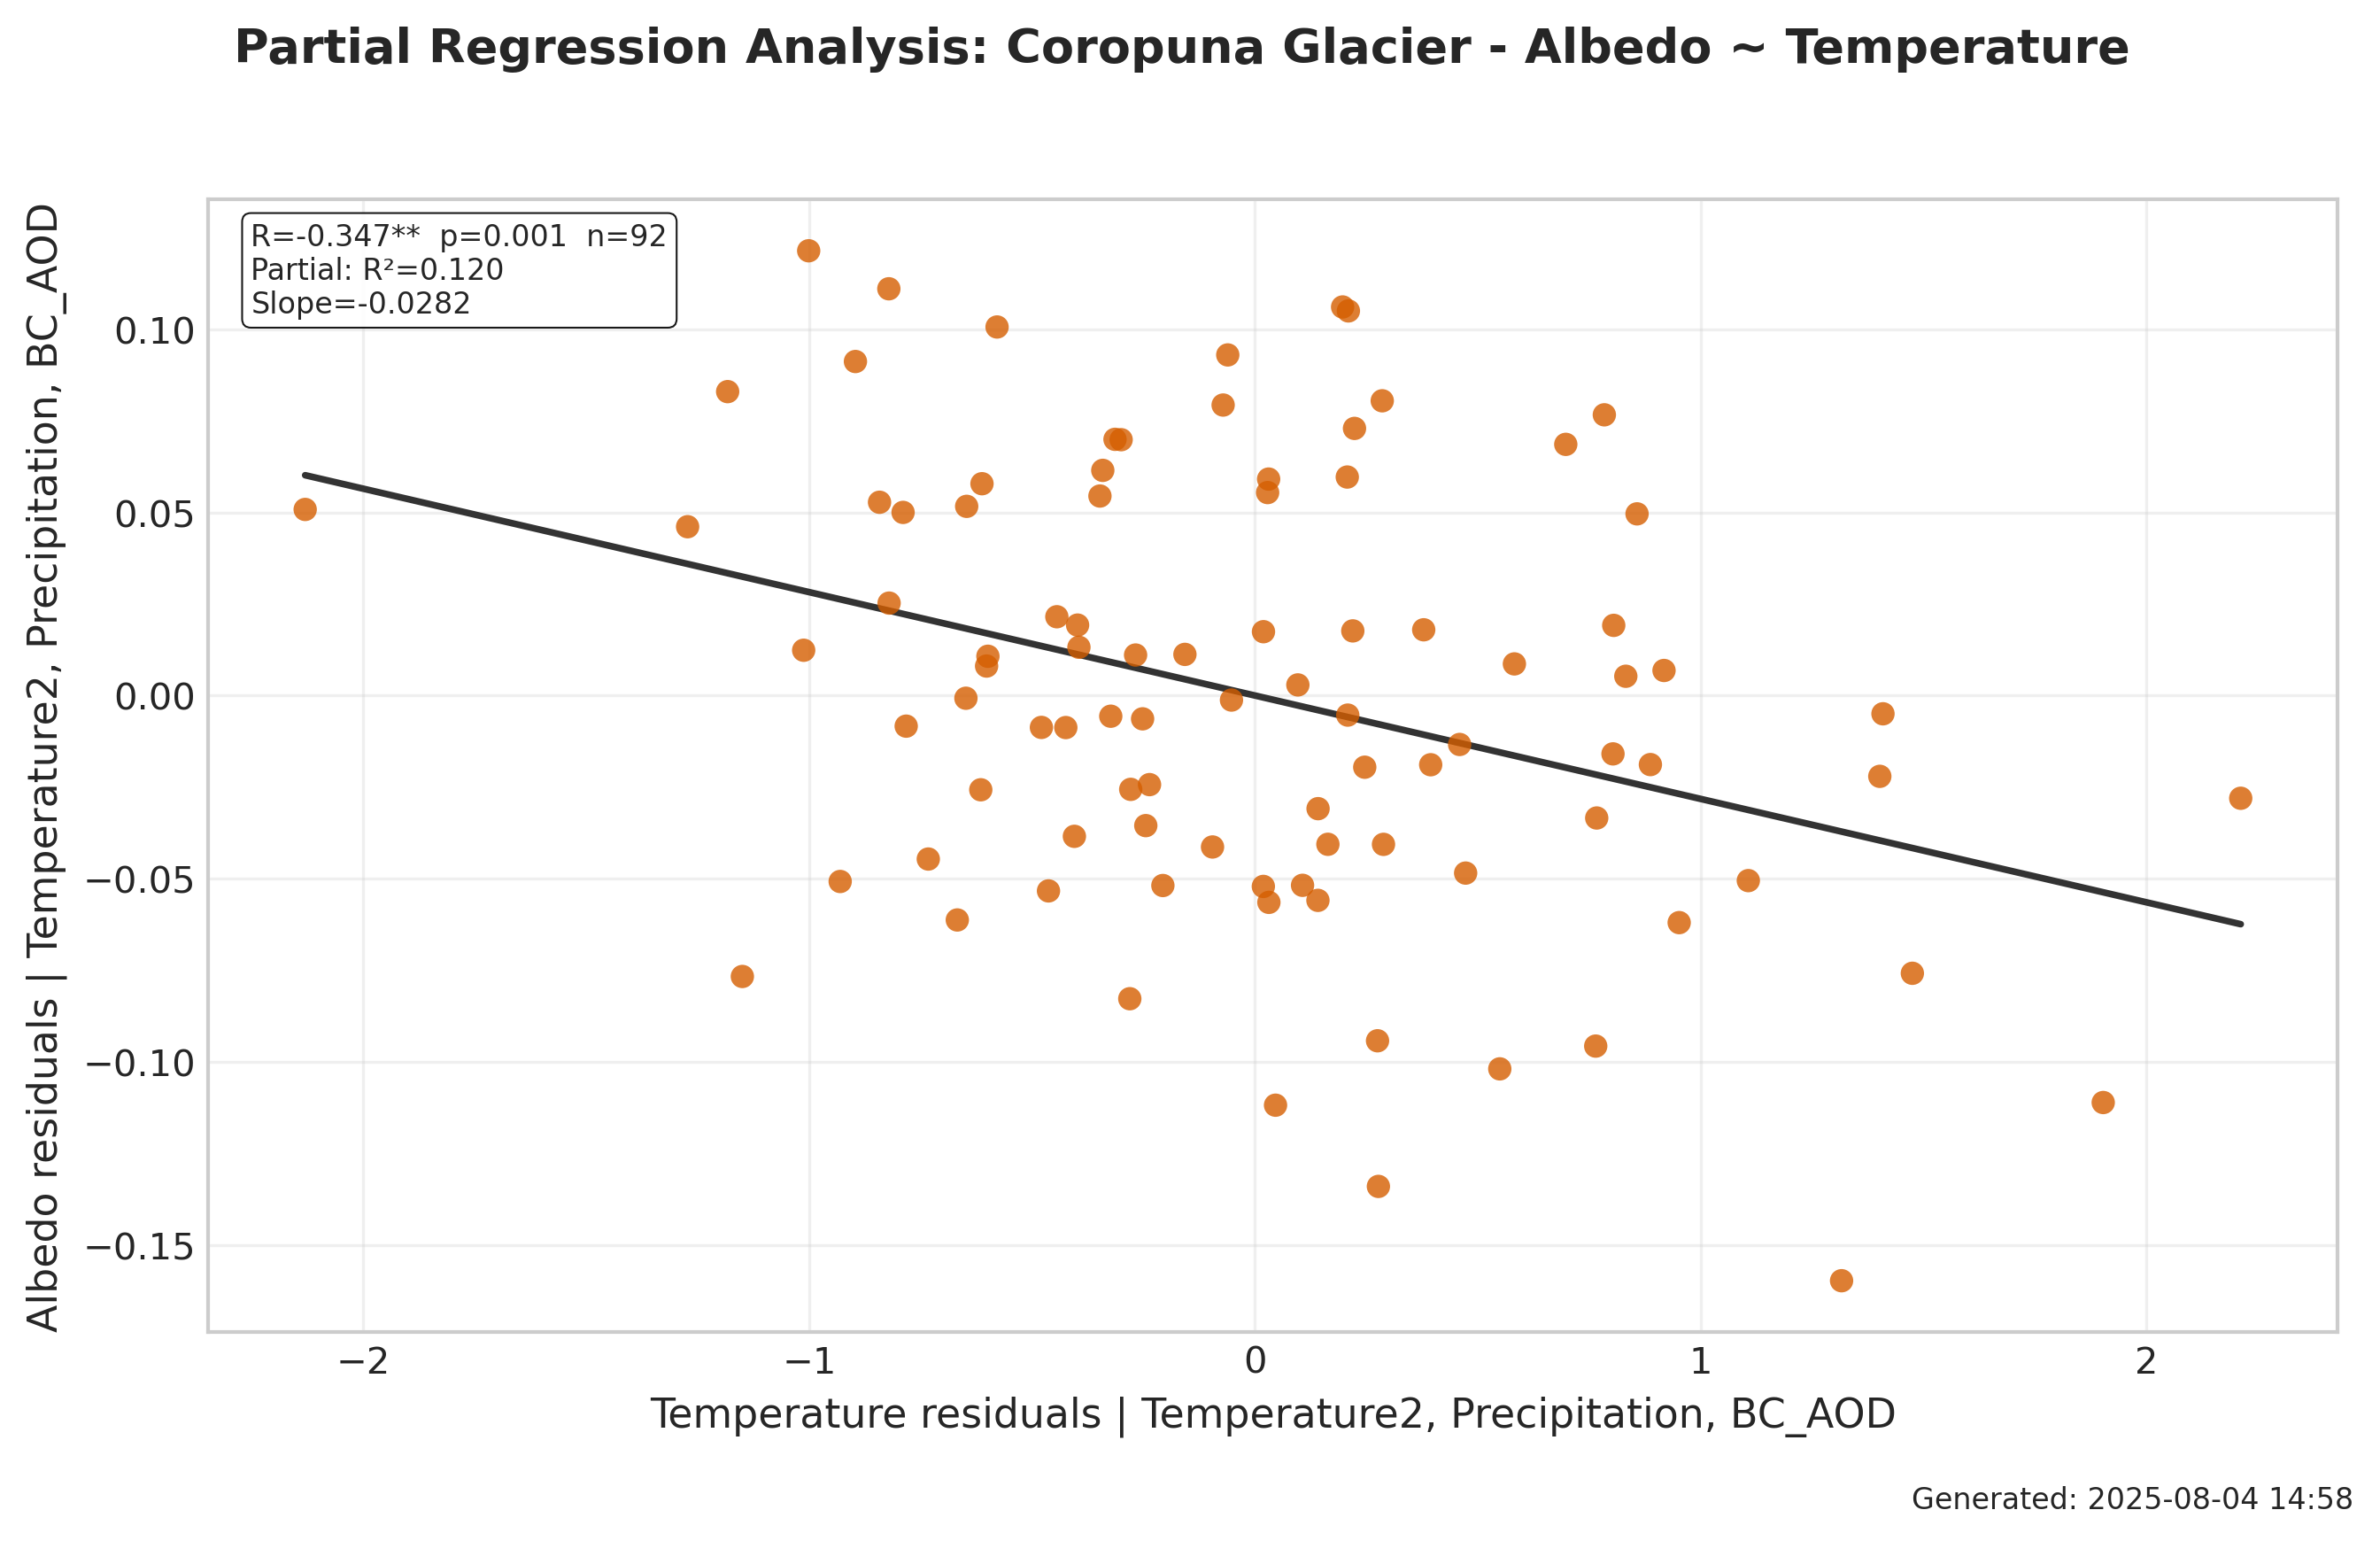 Partial Regression Analysis: Coropuna Glacier - Albedo ~ Temperature
R=-0.347**  p=0.001  n=92
Partial: R²=0.120
Slope=-0.0282
Albedo residuals | Temperature2, Precipitation, BC_AOD
0.10
0.05
0.00
−0.05
−0.10
−0.15
−2
−1
0
1
2
Temperature residuals | Temperature2, Precipitation, BC_AOD
Generated: 2025-08-04 14:58